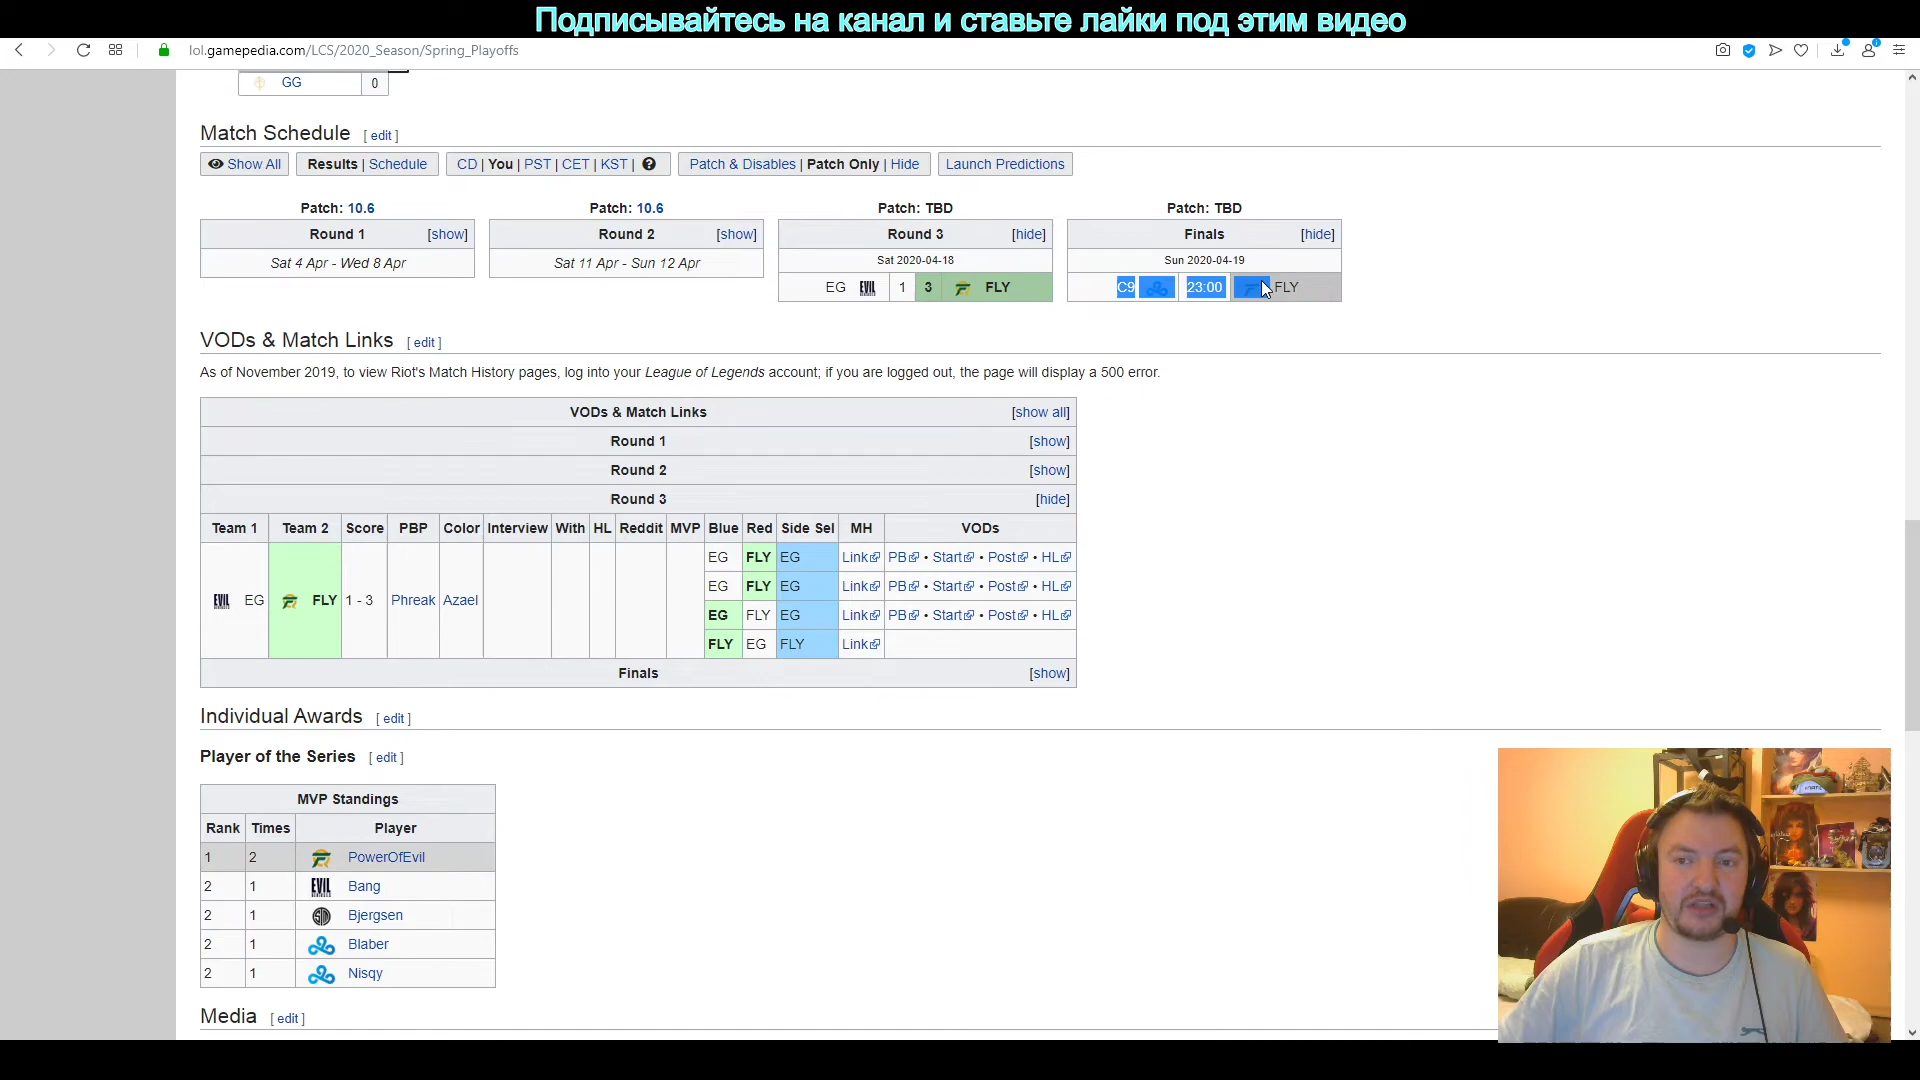 Подписывайтесь на канал и ставьте лайки под этим видео
lol.gamepedia.com/LCS/2020_Season/Spring_Playoffs
GG 0
Match Schedule [ edit ]
Show All Results | Schedule CD | You | PST | CET | KST | ? Patch & Disables | Patch Only | Hide Launch Predictions
Patch: 10.6 Patch: 10.6 Patch: TBD Patch: TBD
Round 1 [show] Round 2 [show] Round 3 [hide] Finals [hide]
Sat 4 Apr - Wed 8 Apr Sat 11 Apr - Sun 12 Apr Sat 2020-04-18 Sun 2020-04-19
EG EVIL 1 3 FLY C9 23:00 FLY
VODs & Match Links [ edit ]
As of November 2019, to view Riot's Match History pages, log into your League of Legends account; if you are logged out, the page will display a 500 error.
VODs & Match Links [show all]
Round 1 [show]
Round 2 [show]
Round 3 [hide]
Team 1 Team 2 Score PBP Color Interview With HL Reddit MVP Blue Red Side Sel MH VODs
EG FLY EG Link PB • Start • Post • HL
EG FLY EG Link PB • Start • Post • HL
EVIL EG FLY 1 - 3 Phreak Azael
EG FLY EG Link PB • Start • Post • HL
FLY EG FLY Link
Finals [show]
Individual Awards [ edit ]
Player of the Series [ edit ]
MVP Standings
Rank Times Player
1 2 PowerOfEvil
2 1 EVIL Bang
2 1 Bjergsen
2 1 Blaber
2 1 Nisqy
Media [ edit ]